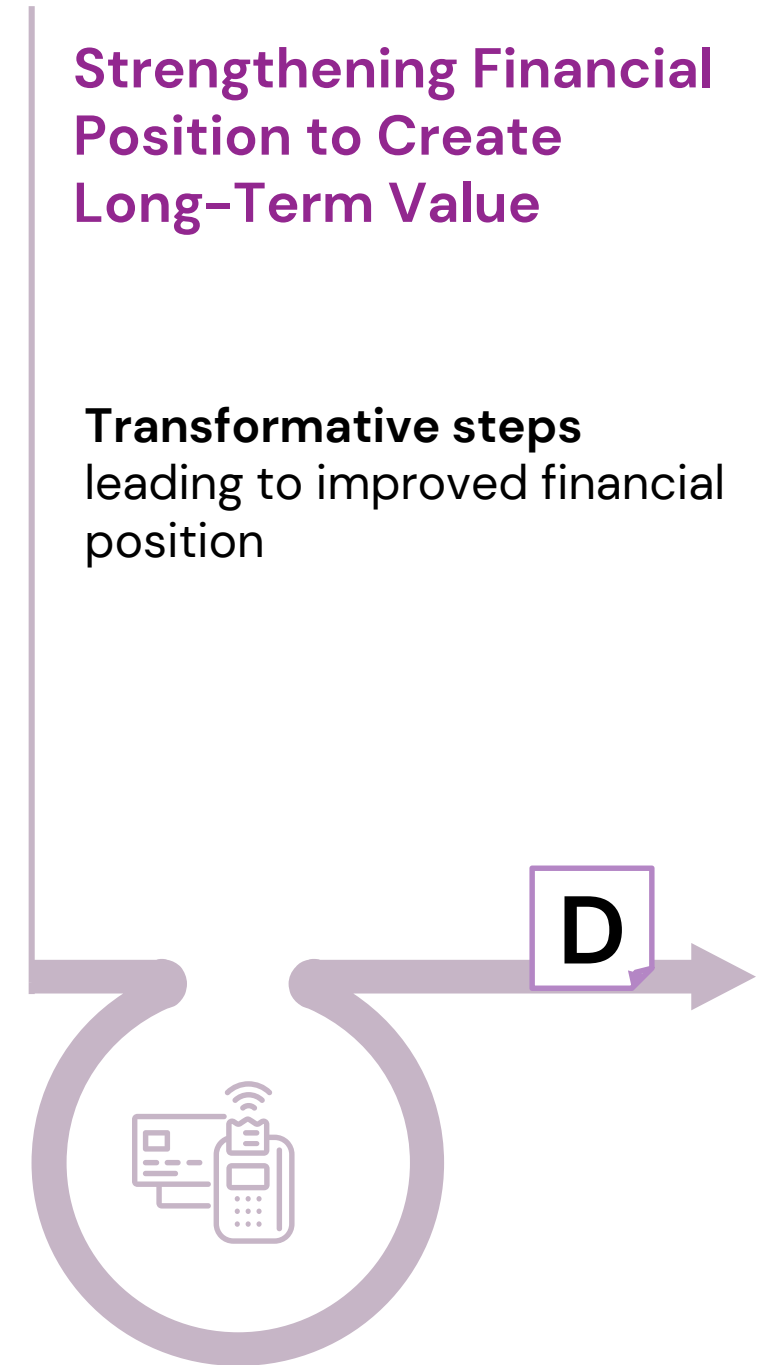 Strengthening Financial
Position to Create
Long-Term Value
Transformative steps
leading to improved financial
position
D